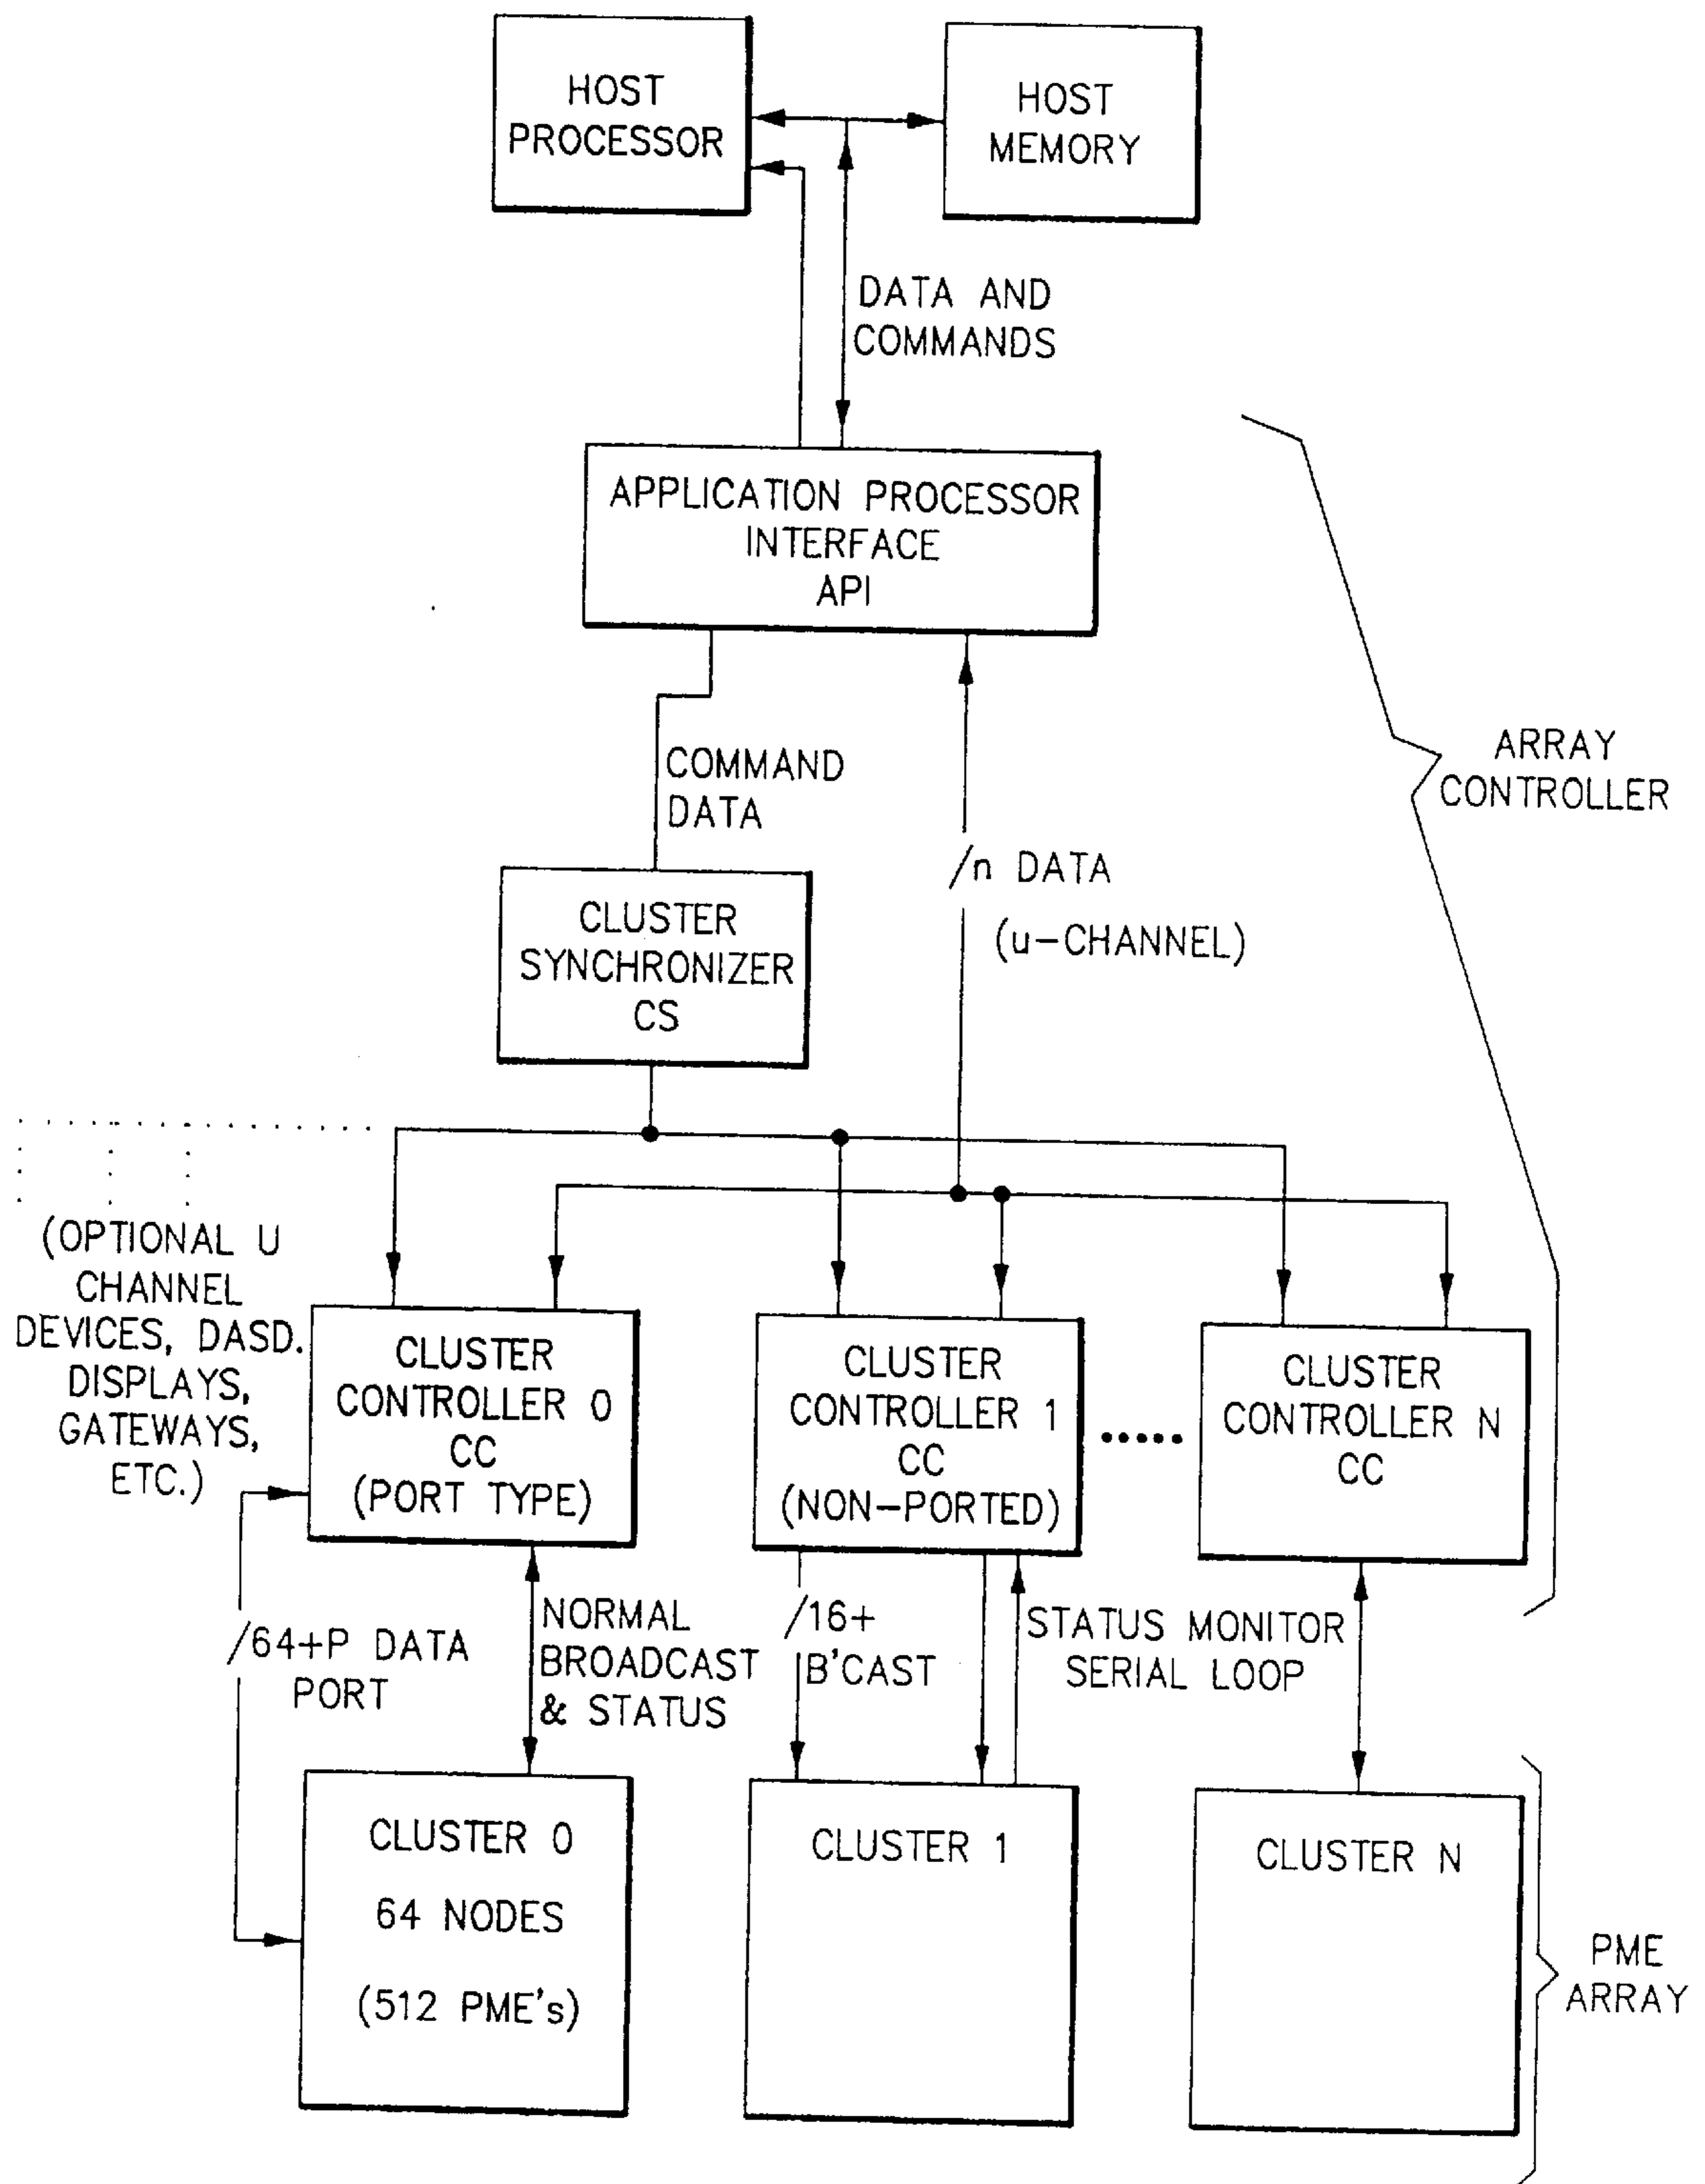 HOST
PROCESSOR
HOST
MEMORY
DATA AND
COMMANDS
APPLICATION PROCESSOR
INTERFACE
API
ARRAY
CONTROLLER
COMMAND
DATA
/n DATA
(u-CHANNEL)
CLUSTER
SYNCHRONIZER
CS
(OPTIONAL U
CHANNEL
DEVICES, DASD.
DISPLAYS,
GATEWAYS,
ETC.)
CLUSTER
CONTROLLER 0
CC
(PORT TYPE)
CLUSTER
CONTROLLER 1
CC
(NON-PORTED)
CLUSTER
CONTROLLER N
CC
/64+P DATA
PORT
NORMAL
BROADCAST
& STATUS
/16+
B'CAST
STATUS MONITOR
SERIAL LOOP
CLUSTER 0
64 NODES
(512 PME's)
CLUSTER 1
CLUSTER N
PME
ARRAY